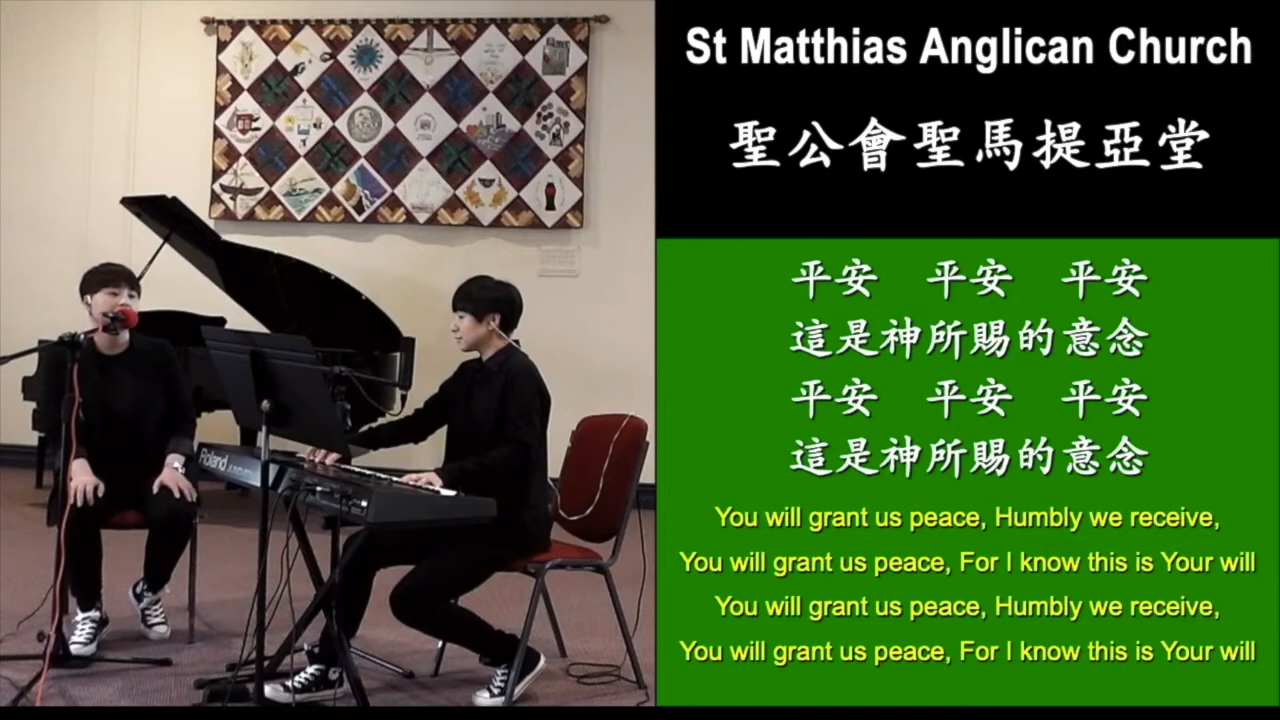 St Matthias Anglican Church
聖公會聖馬提亞堂
平安 平安 平安
這是神所賜的意念
平安 平安 平安
這是神所賜的意念
You will grant us peace, Humbly we receive,
You will grant us peace, For I know this is Your will
You will grant us peace, Humbly we receive,
You will grant us peace, For I know this is Your will
Roland